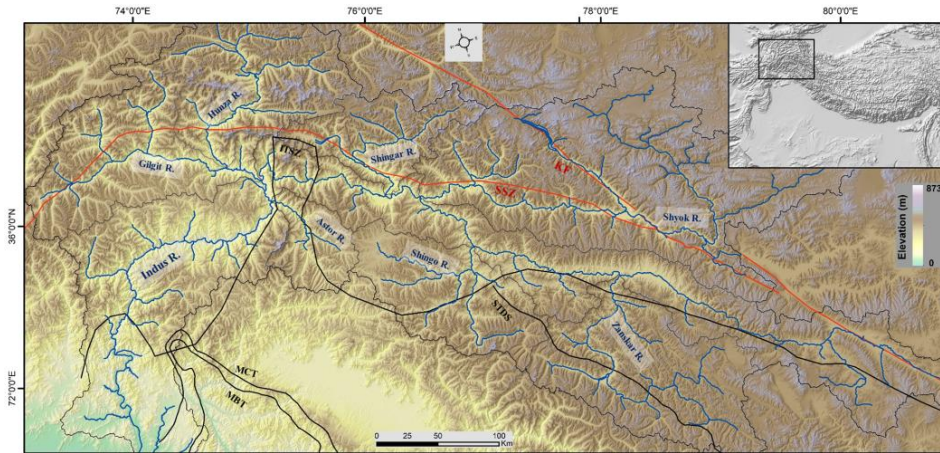 74°0'0"E
76°0'0"E
78°0'0"E
80°0'0"E
Hunza R.
HSZ
Shingar R.
Gilgit R.
KF
SSZ
873
Elevation (m)
0
Shyok R.
36°0'0"N
Astor R.
Shingo R.
Indus R.
STDS
Zanskar R.
MCT
MBT
72°0'0"E
0 25 50 100
Km